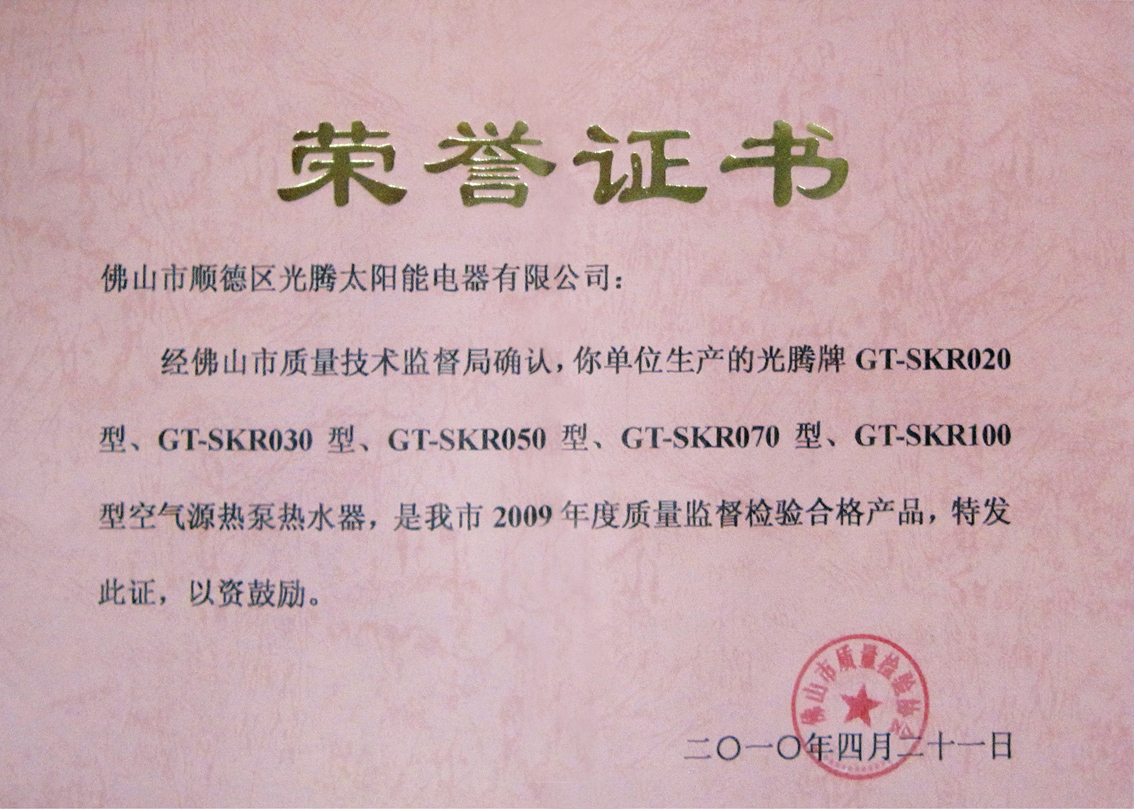 荣誉证书
佛山市顺德区光腾太阳能电器有限公司：
经佛山市质量技术监督局确认，你单位生产的光腾牌 GT-SKR020
型、GT-SKR030 型、GT-SKR050 型、GT-SKR070 型、GT-SKR100
型空气源热泵热水器，是我市 2009 年度质量监督检验合格产品，特发
此证，以资鼓励。
佛山市质量检验协会
二〇一〇年四月二十一日